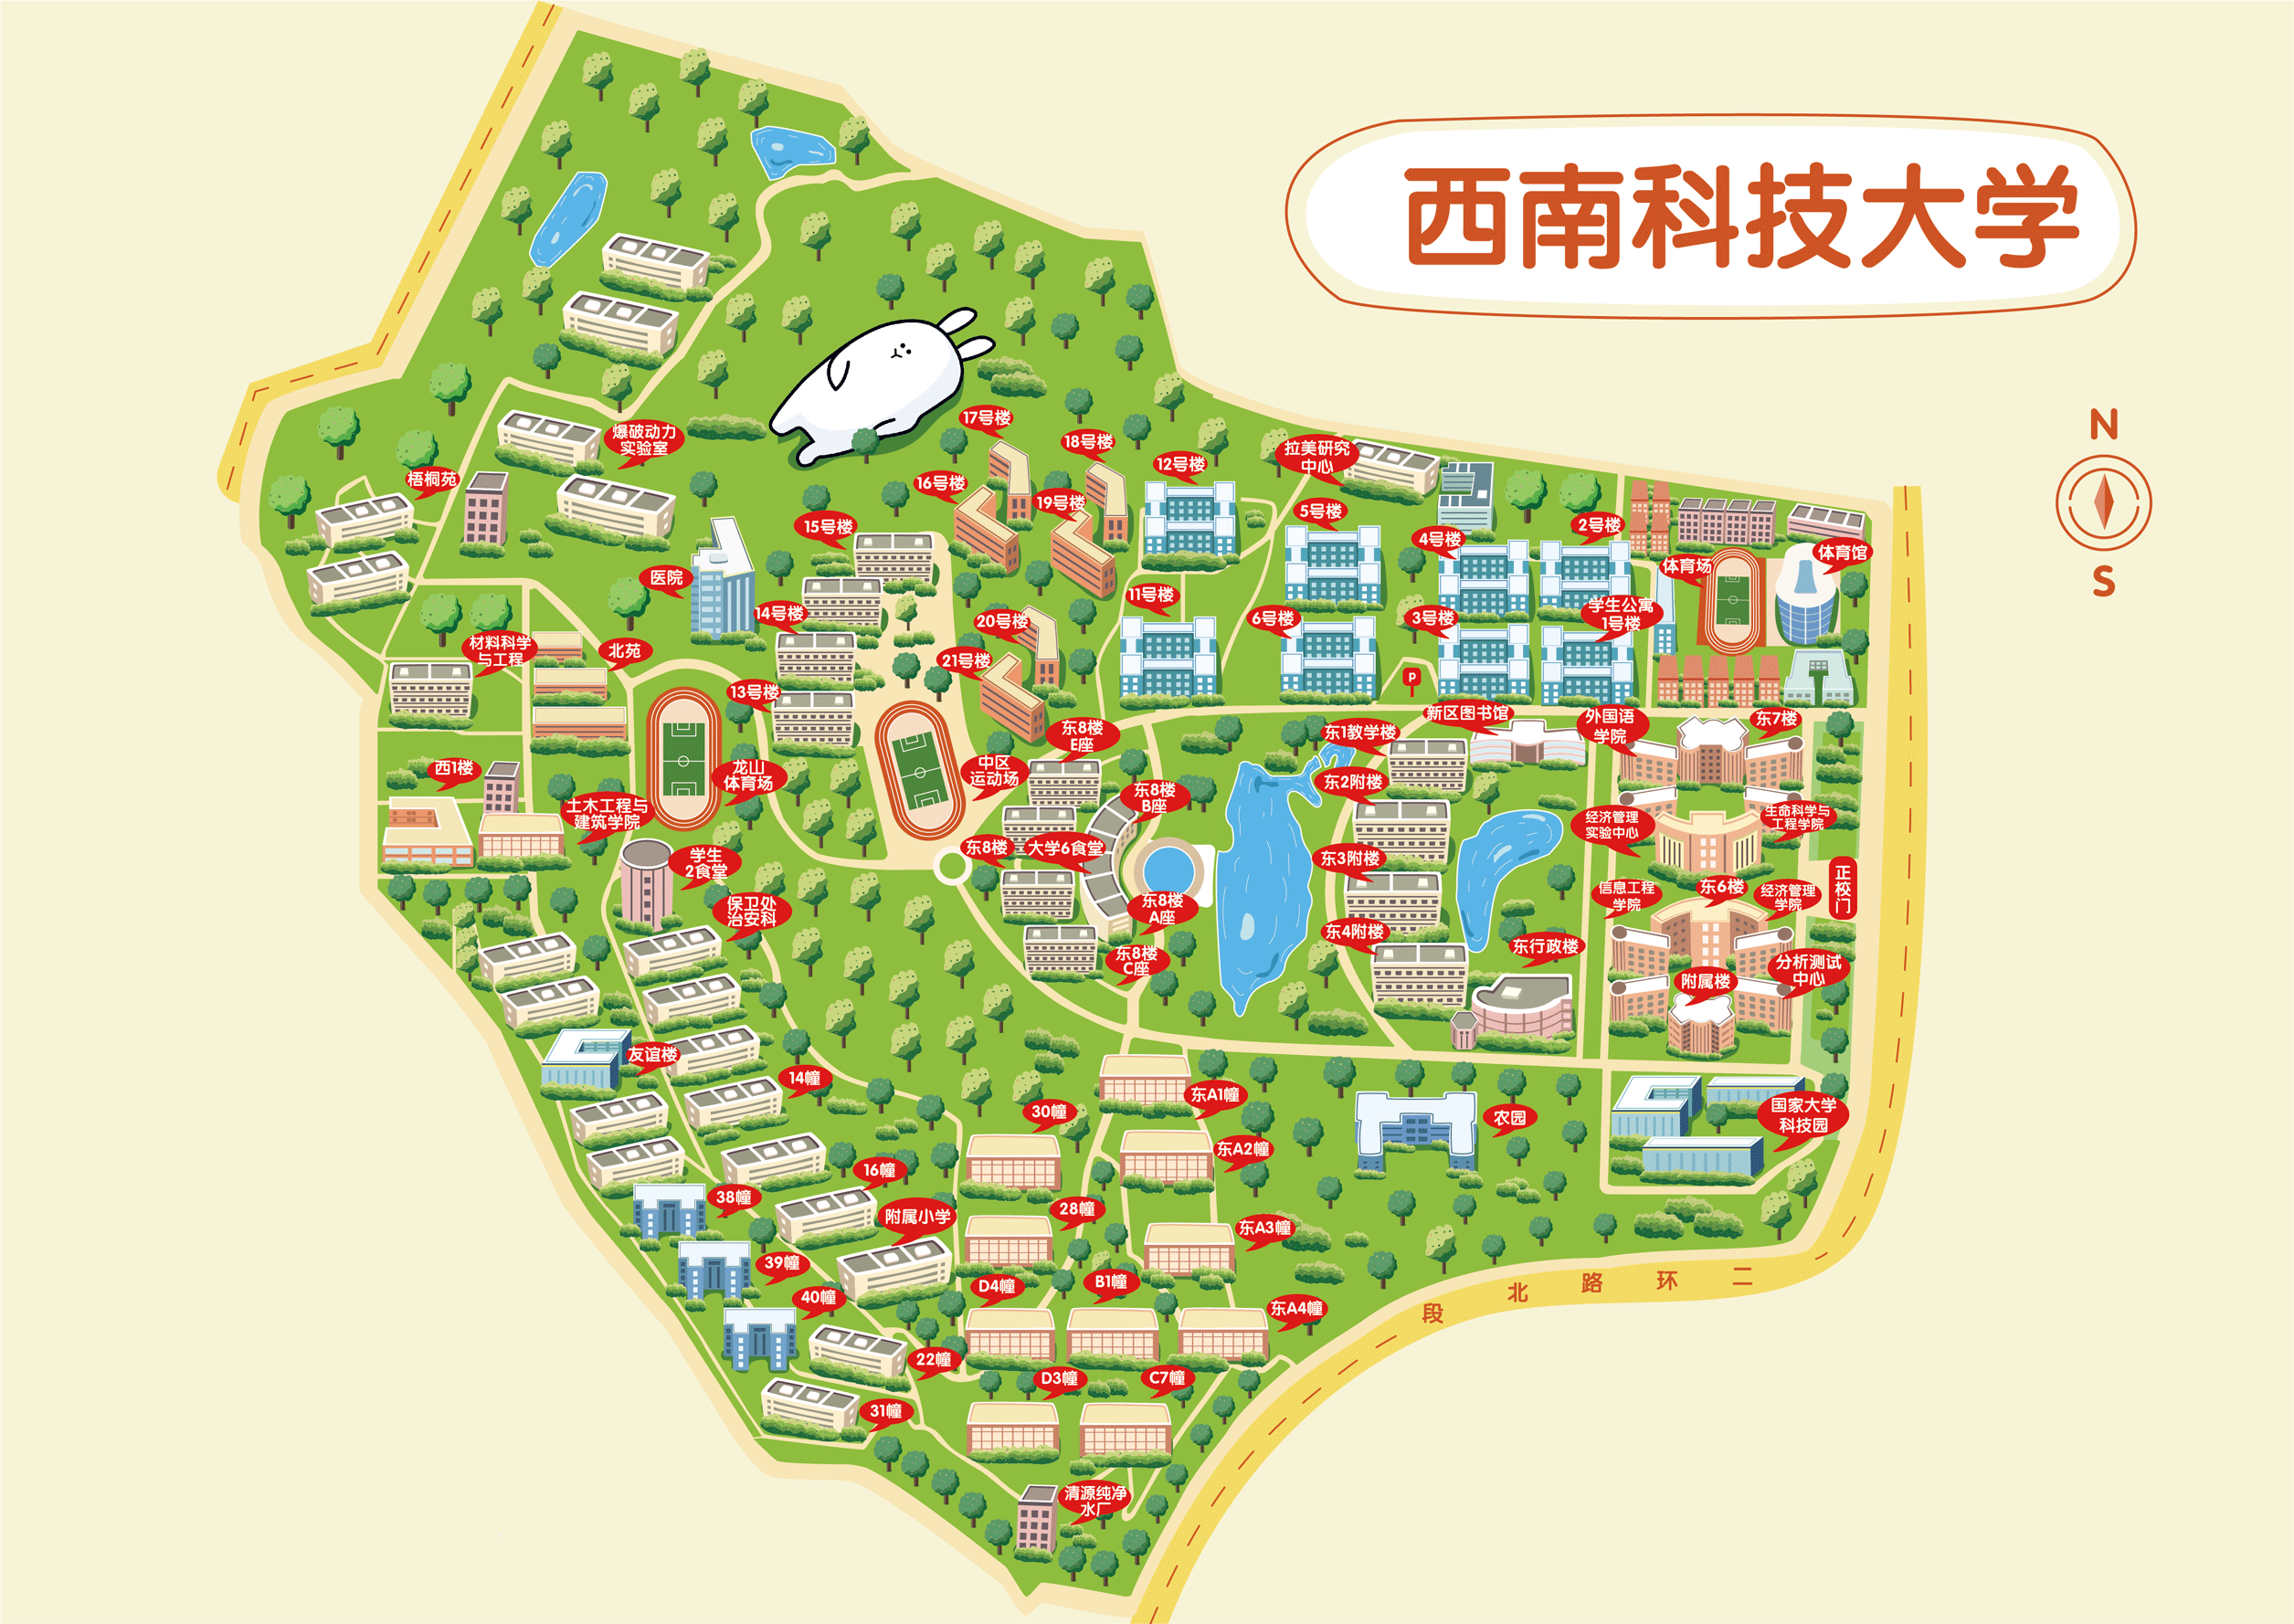 西南科技大学
N
S
17号楼
18号楼
爆破动力
实验室
拉美研究
中心
12号楼
梧桐苑
16号楼
19号楼
5号楼
15号楼
2号楼
4号楼
体育馆
体育场
医院
14号楼
11号楼
学生公寓
1号楼
6号楼
3号楼
20号楼
材料科学
与工程
北苑
21号楼
P
13号楼
新区图书馆
外国语
学院
东7楼
东8楼
E座
东1教学楼
西1楼
龙山
体育场
中区
运动场
东2附楼
东8楼
B座
土木工程与
建筑学院
经济管理
实验中心
生命科学与
工程学院
东8楼
大学6食堂
东3附楼
学生
2食堂
正校门
信息工程
学院
东6楼
经济管理
学院
保卫处
治安科
东8楼
A座
东4附楼
东行政楼
东8楼
C座
分析测试
中心
附属楼
友谊楼
14幢
东A1幢
30幢
农园
国家大学
科技园
东A2幢
16幢
38幢
28幢
附属小学
东A3幢
39幢
D4幢
B1幢
40幢
东A4幢
二环路北段
22幢
D3幢
C7幢
31幢
清源纯净
水厂